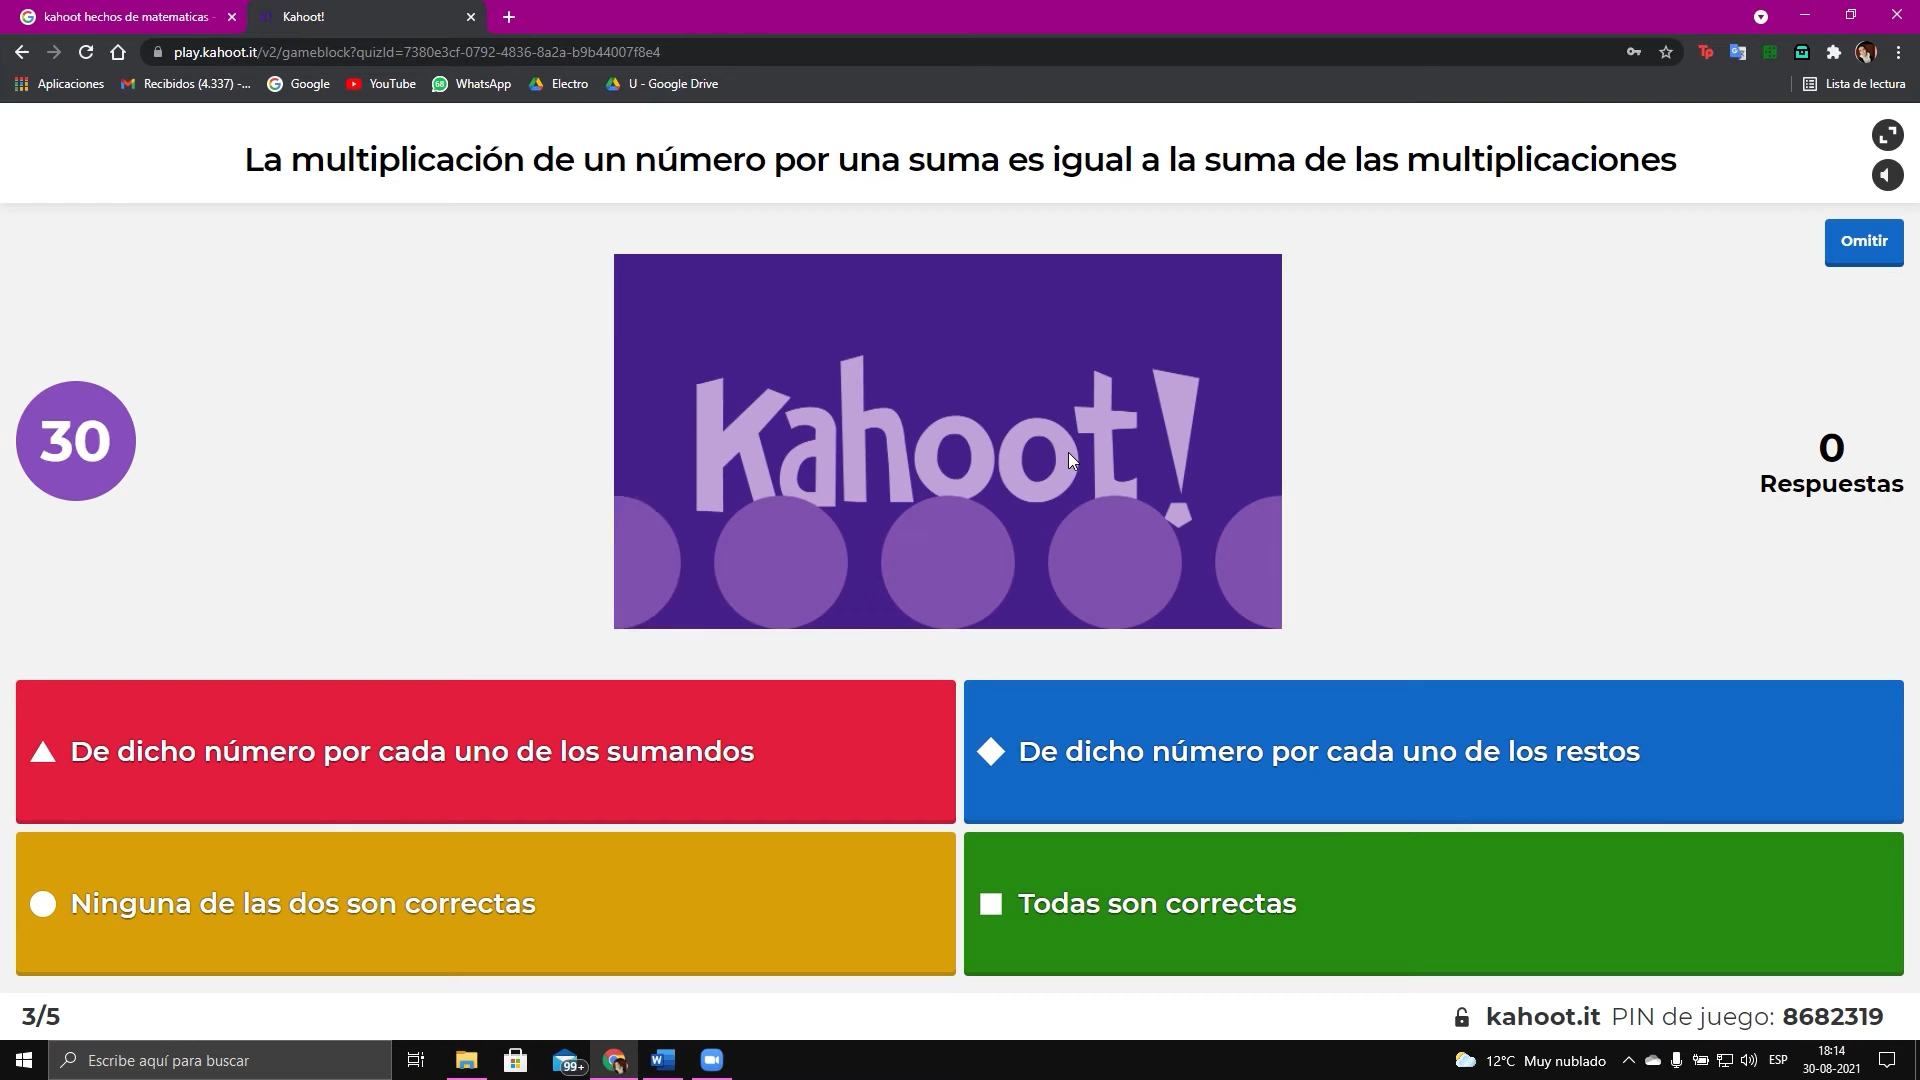 kahoot hechos de matematicas -
Kahoot!
play.kahoot.it/v2/gameblock?quizId=7380e3cf-0792-4836-8a2a-b9b44007f8e4
Aplicaciones
Recibidos (4.337) -...
Google
YouTube
WhatsApp
Electro
U - Google Drive
Lista de lectura
La multiplicación de un número por una suma es igual a la suma de las multiplicaciones
Omitir
Kahoot!
30
0
Respuestas
De dicho número por cada uno de los sumandos
De dicho número por cada uno de los restos
Ninguna de las dos son correctas
Todas son correctas
3/5
kahoot.it PIN de juego: 8682319
Escribe aquí para buscar
99+
12°C Muy nublado
ESP
18:14
30-08-2021